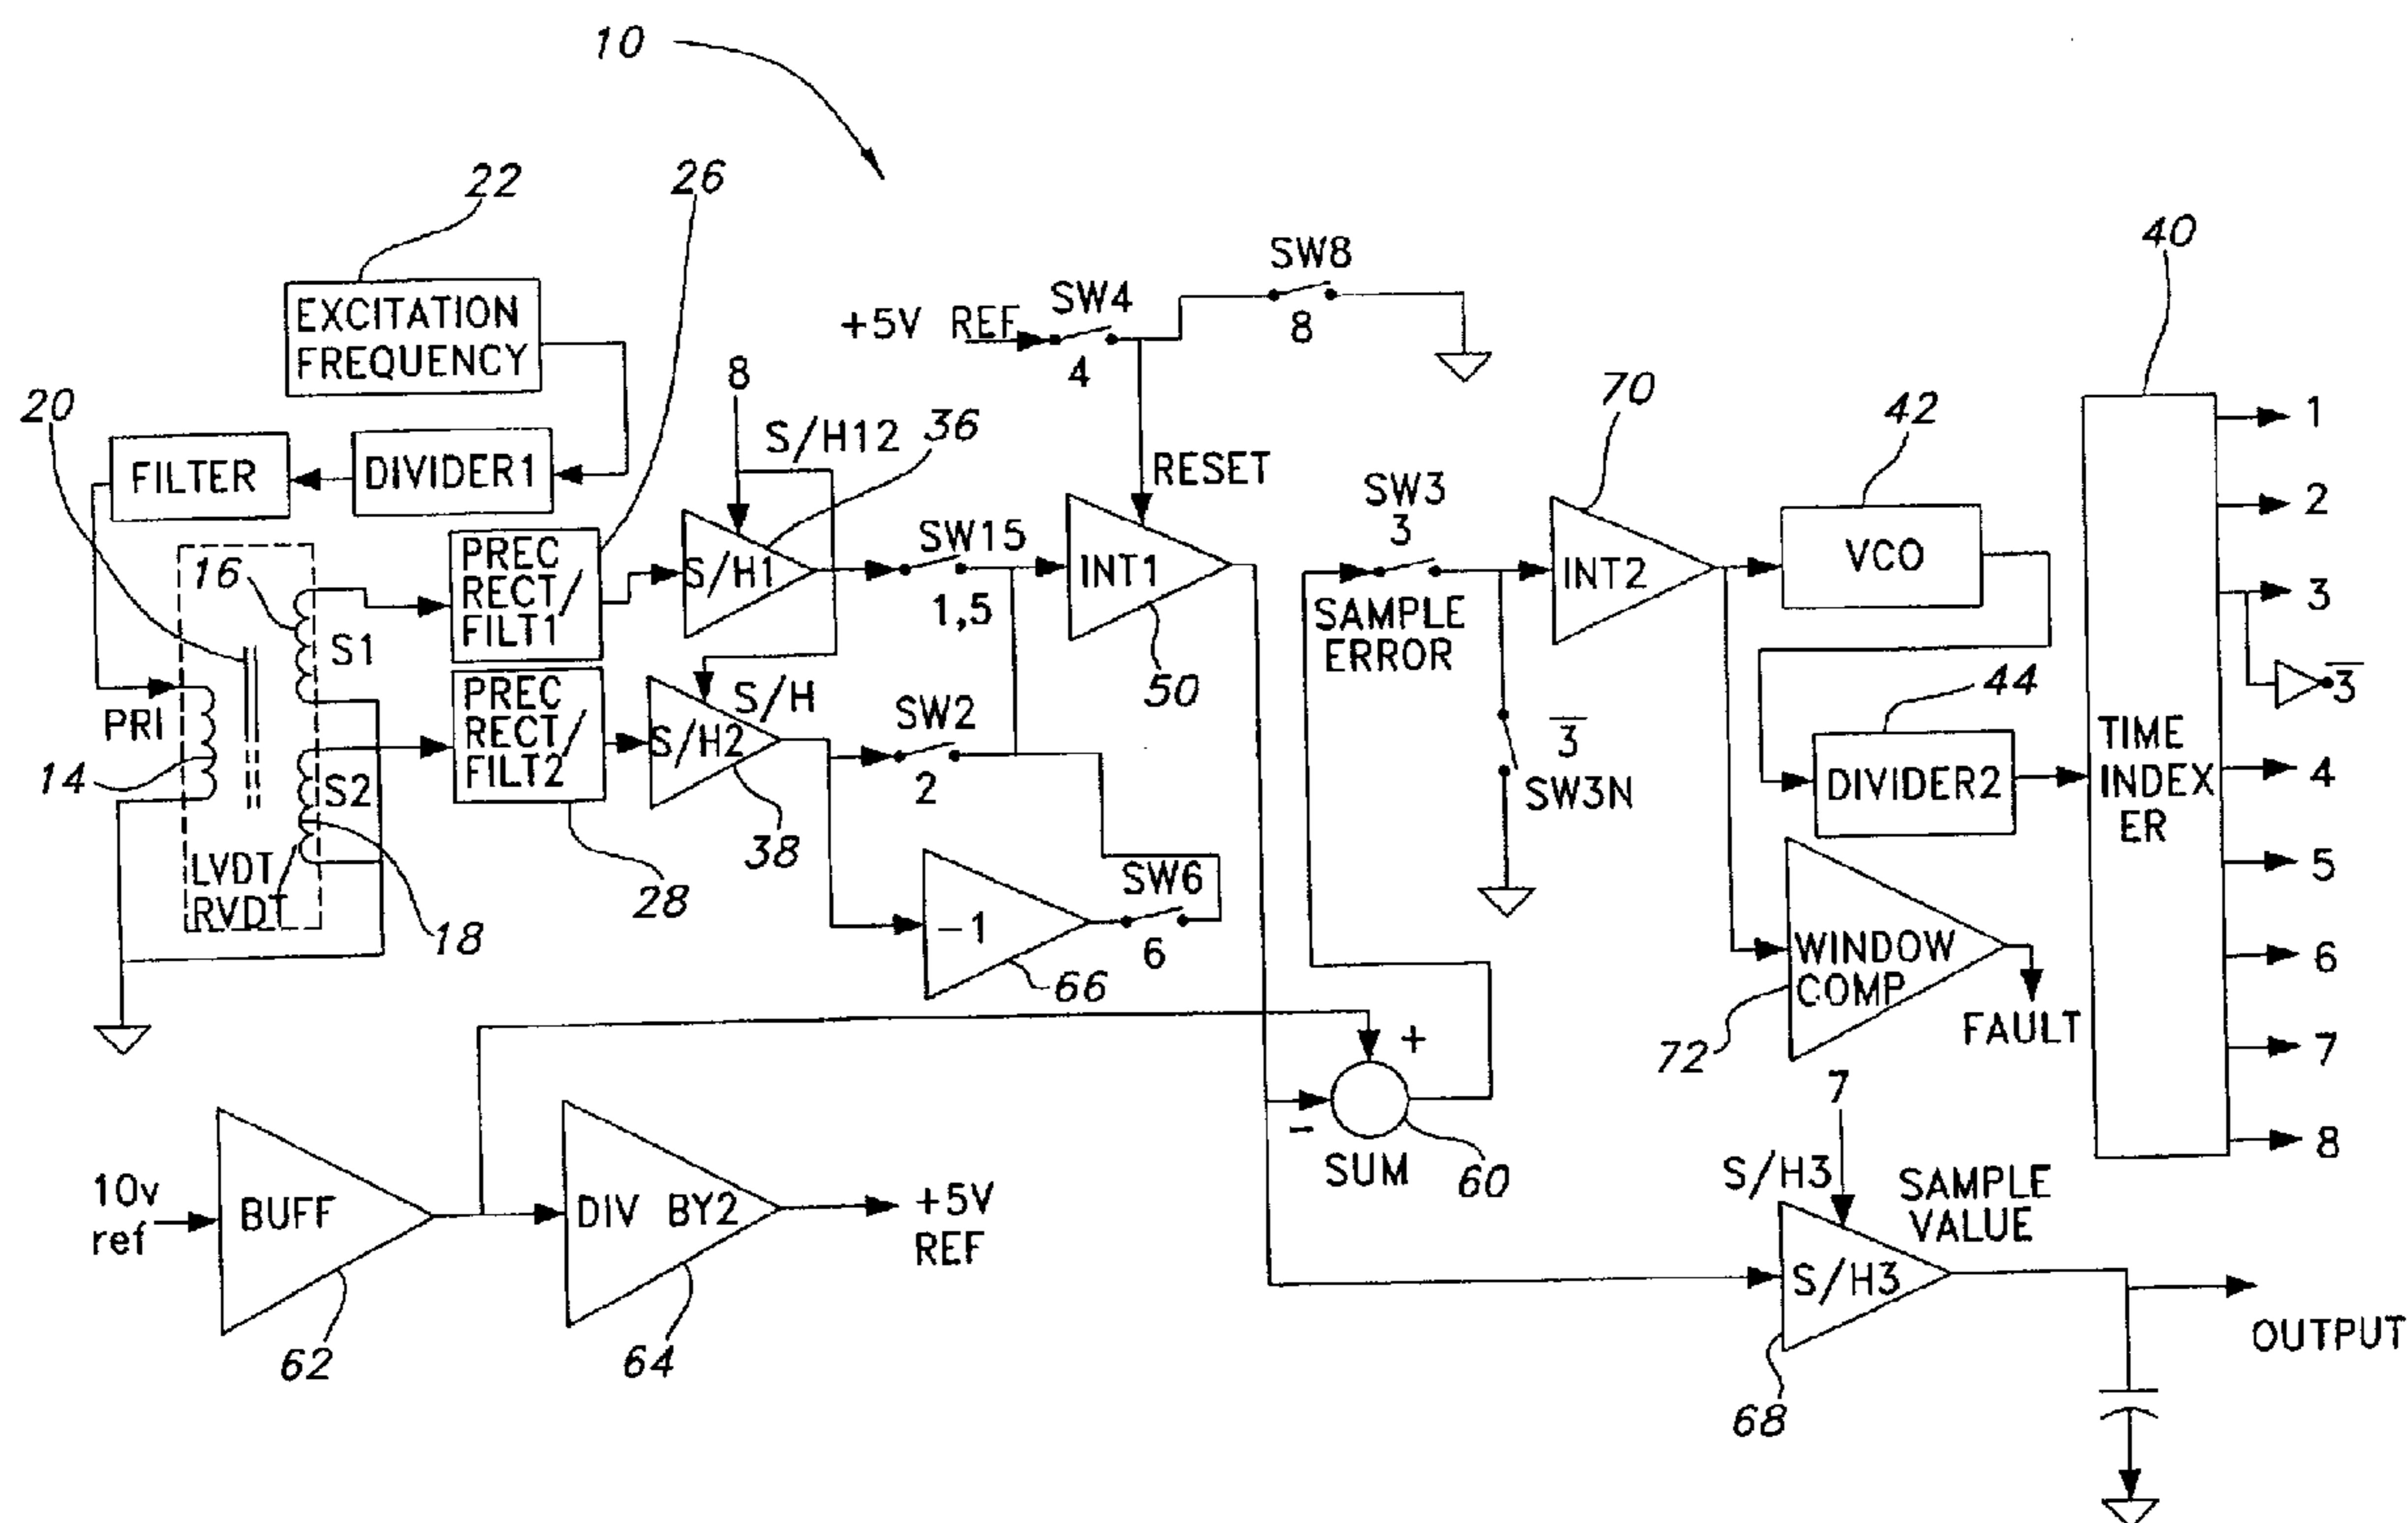 10
22
26
EXCITATION
FREQUENCY
20
FILTER
DIVIDER1
16
PRI
S1
S2
14
LVDT
RVDT
18
PREC
RECT/
FILT1
PREC
RECT/
FILT2
28
8
S/H12
36
S/H1
S/H
S/H2
38
SW15
1,5
SW2
2
-1
66
SW6
6
+5V REF
SW4
4
SW8
8
RESET
INT1
50
SW3
3
SAMPLE
ERROR
3
SW3N
70
INT2
42
VCO
44
DIVIDER2
WINDOW
COMP
72
FAULT
40
TIME
INDEX
ER
1
2
3
3
4
5
6
7
8
10v
ref
BUFF
62
DIV BY2
64
+5V
REF
+
-
SUM
60
7
S/H3
SAMPLE
VALUE
S/H3
68
OUTPUT